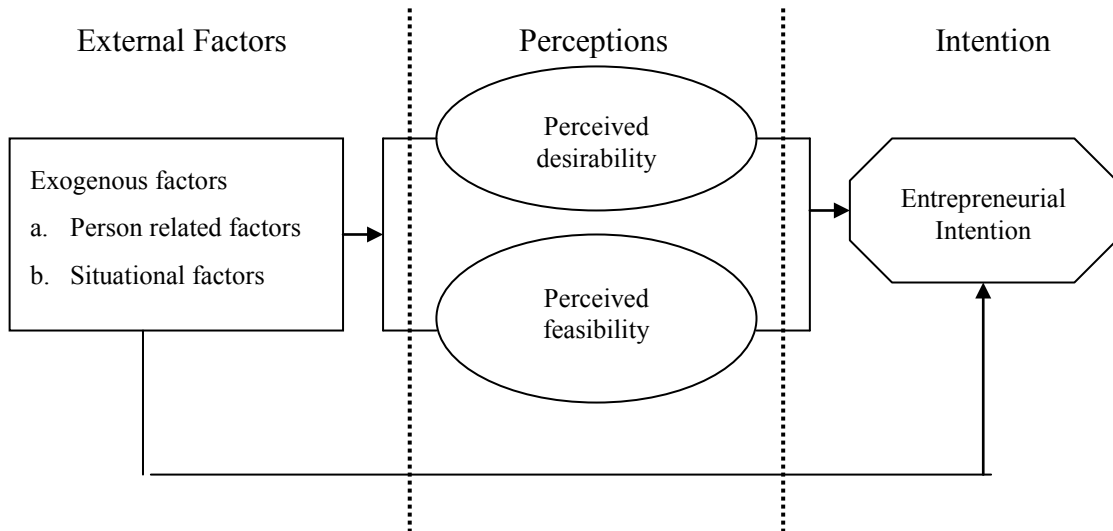 External Factors
Perceptions
Intention
Exogenous factors
a. Person related factors
b. Situational factors
Perceived
desirability
Perceived
feasibility
Entrepreneurial
Intention